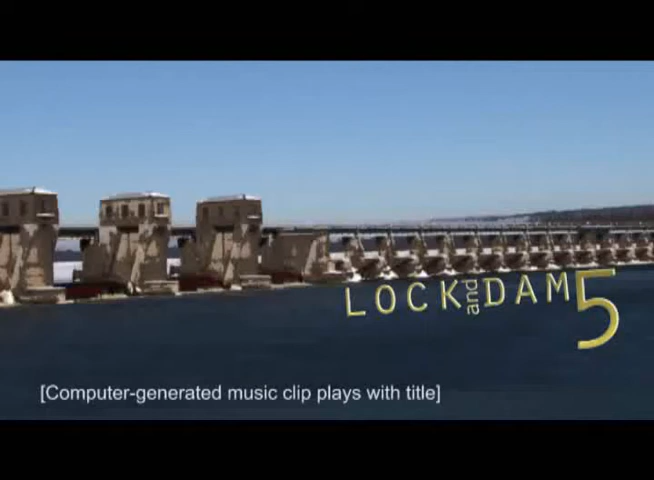 LOCK and DAM 5
[Computer-generated music clip plays with title]